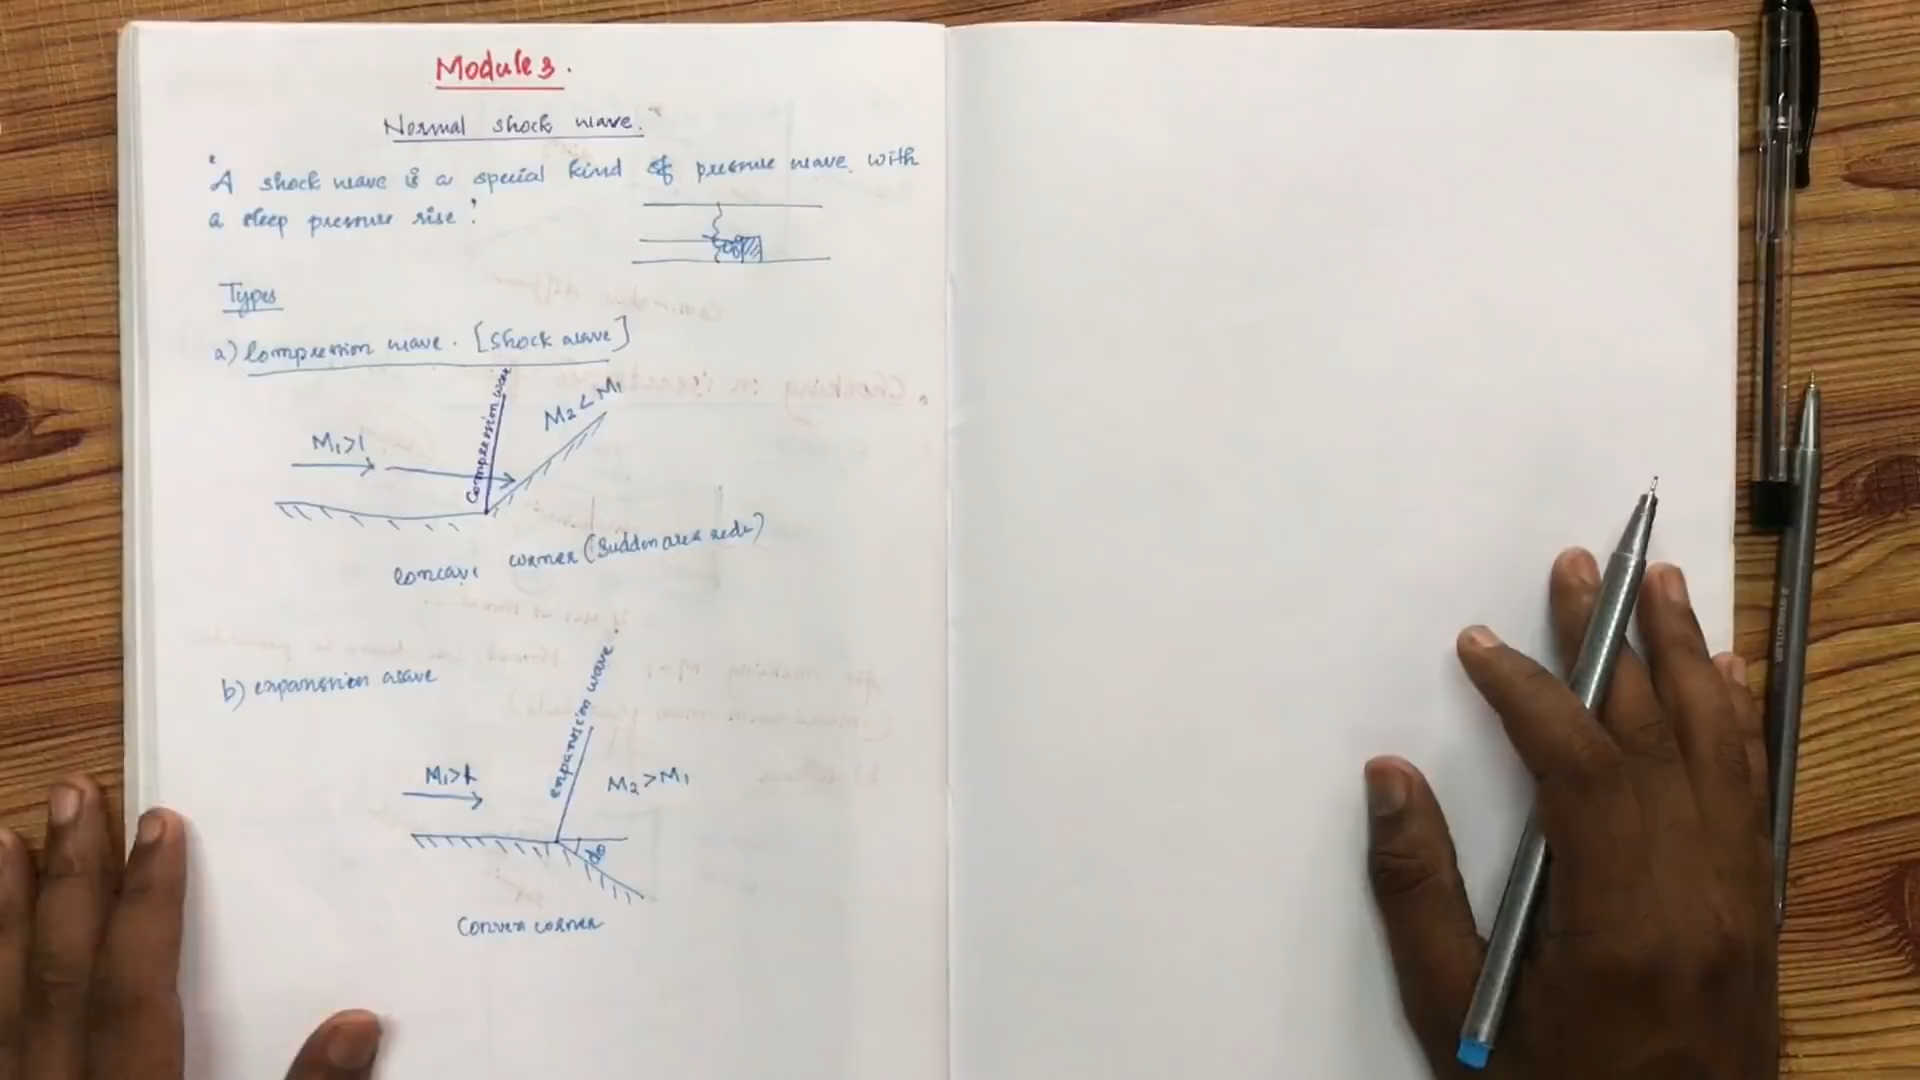 Module 3.
Normal shock wave.
"A shock wave is a special kind of pressure wave with
a steep pressure rise"
Types
a) Compression wave. [Shock wave]
Compression wave
M2 < M1
M1>1
concave corner (Sudden area redc)
b) expansion wave
expansion wave
M1>1
M2 > M1
dθ
Convex corner
STAEDTLER